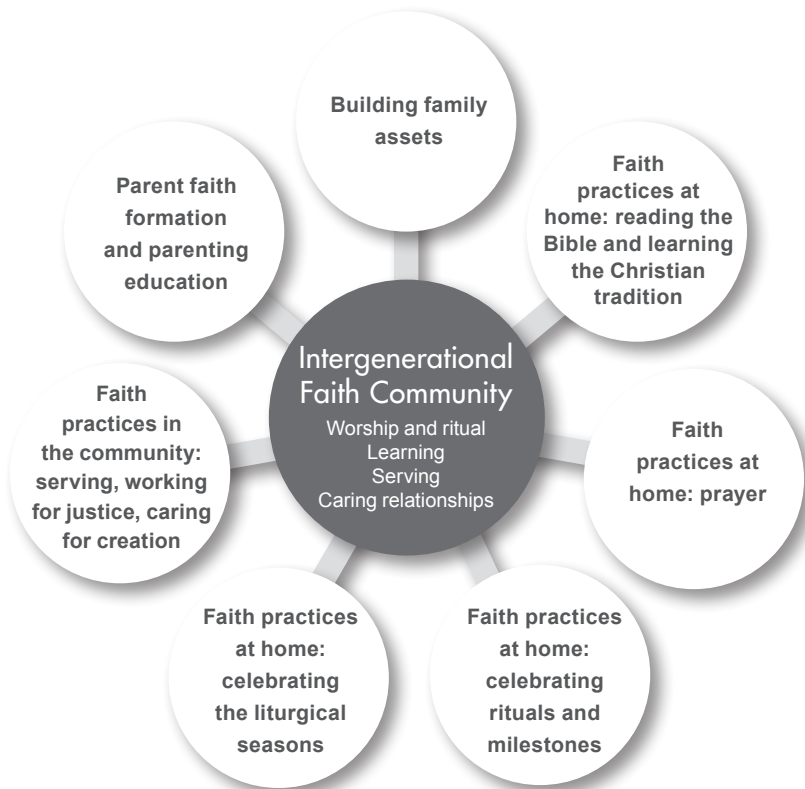 Building family
assets
Faith
practices at
home: reading the
Bible and learning
the Christian
tradition
Faith
practices at
home: prayer
Faith practices
at home:
celebrating
rituals and
milestones
Faith practices
at home:
celebrating
the liturgical
seasons
Faith
practices in
the community:
serving, working
for justice, caring
for creation
Parent faith
formation
and parenting
education
Intergenerational
Faith Community
Worship and ritual
Learning
Serving
Caring relationships